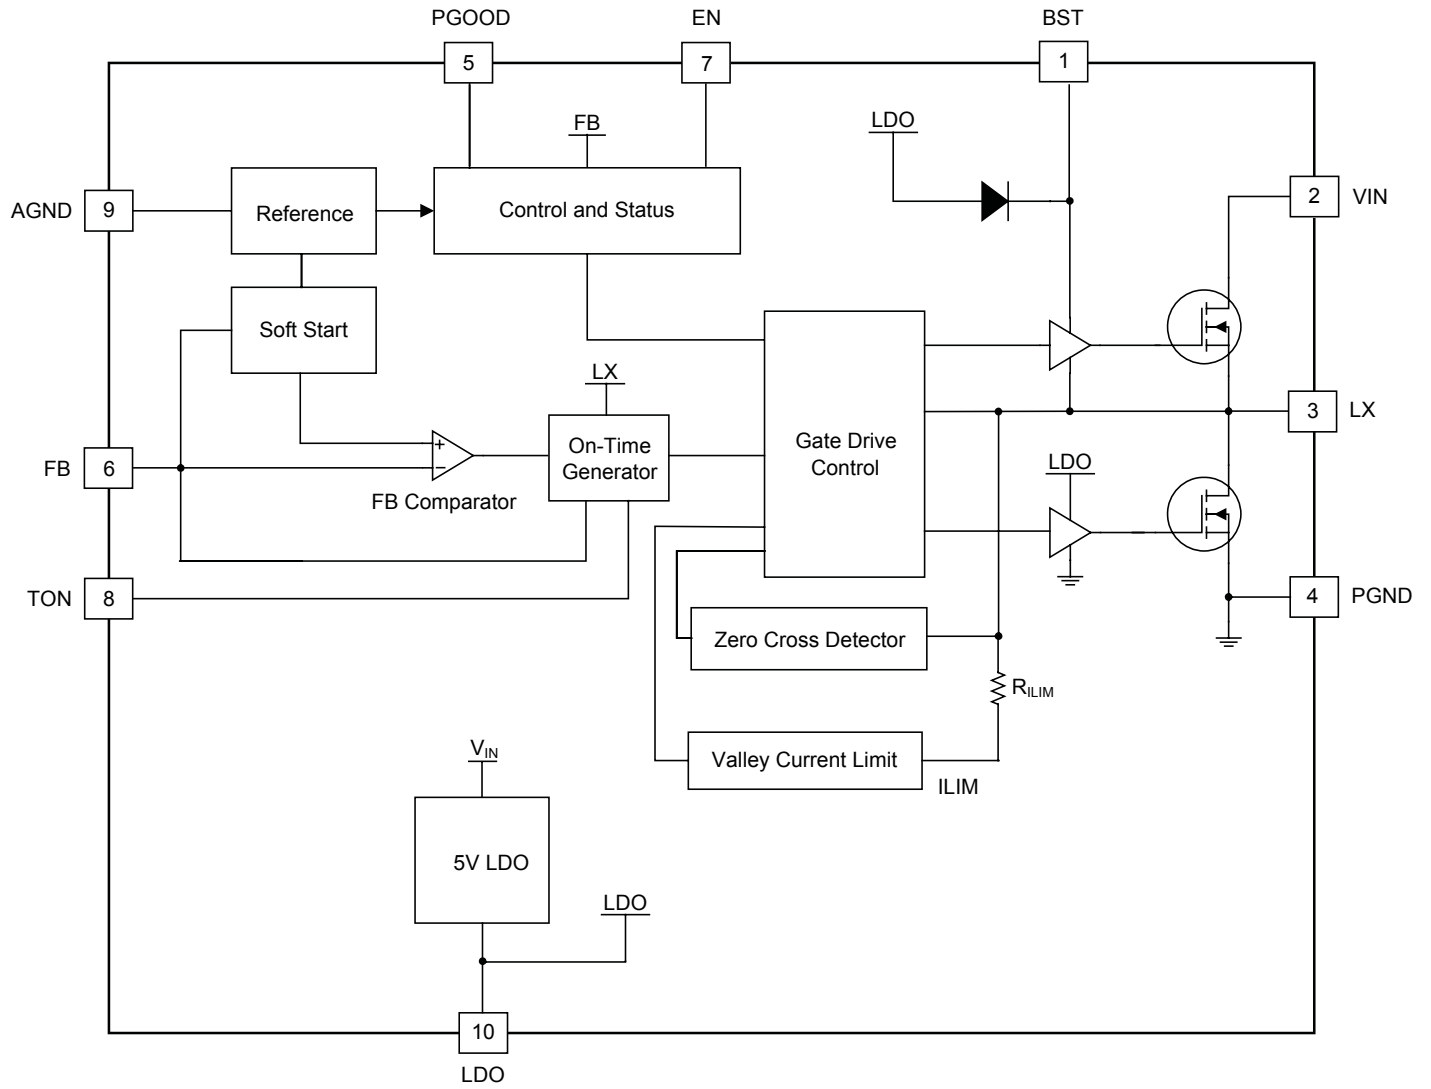 PGOOD
EN
BST
5
7
1
FB
LDO
AGND
9
Reference
Control and Status
2
VIN
Soft Start
LX
3
LX
FB
6
+
−
FB Comparator
On-Time
Generator
Gate Drive
Control
LDO
TON
8
4
PGND
Zero Cross Detector
RILIM
Valley Current Limit
ILIM
VIN
5V LDO
LDO
10
LDO